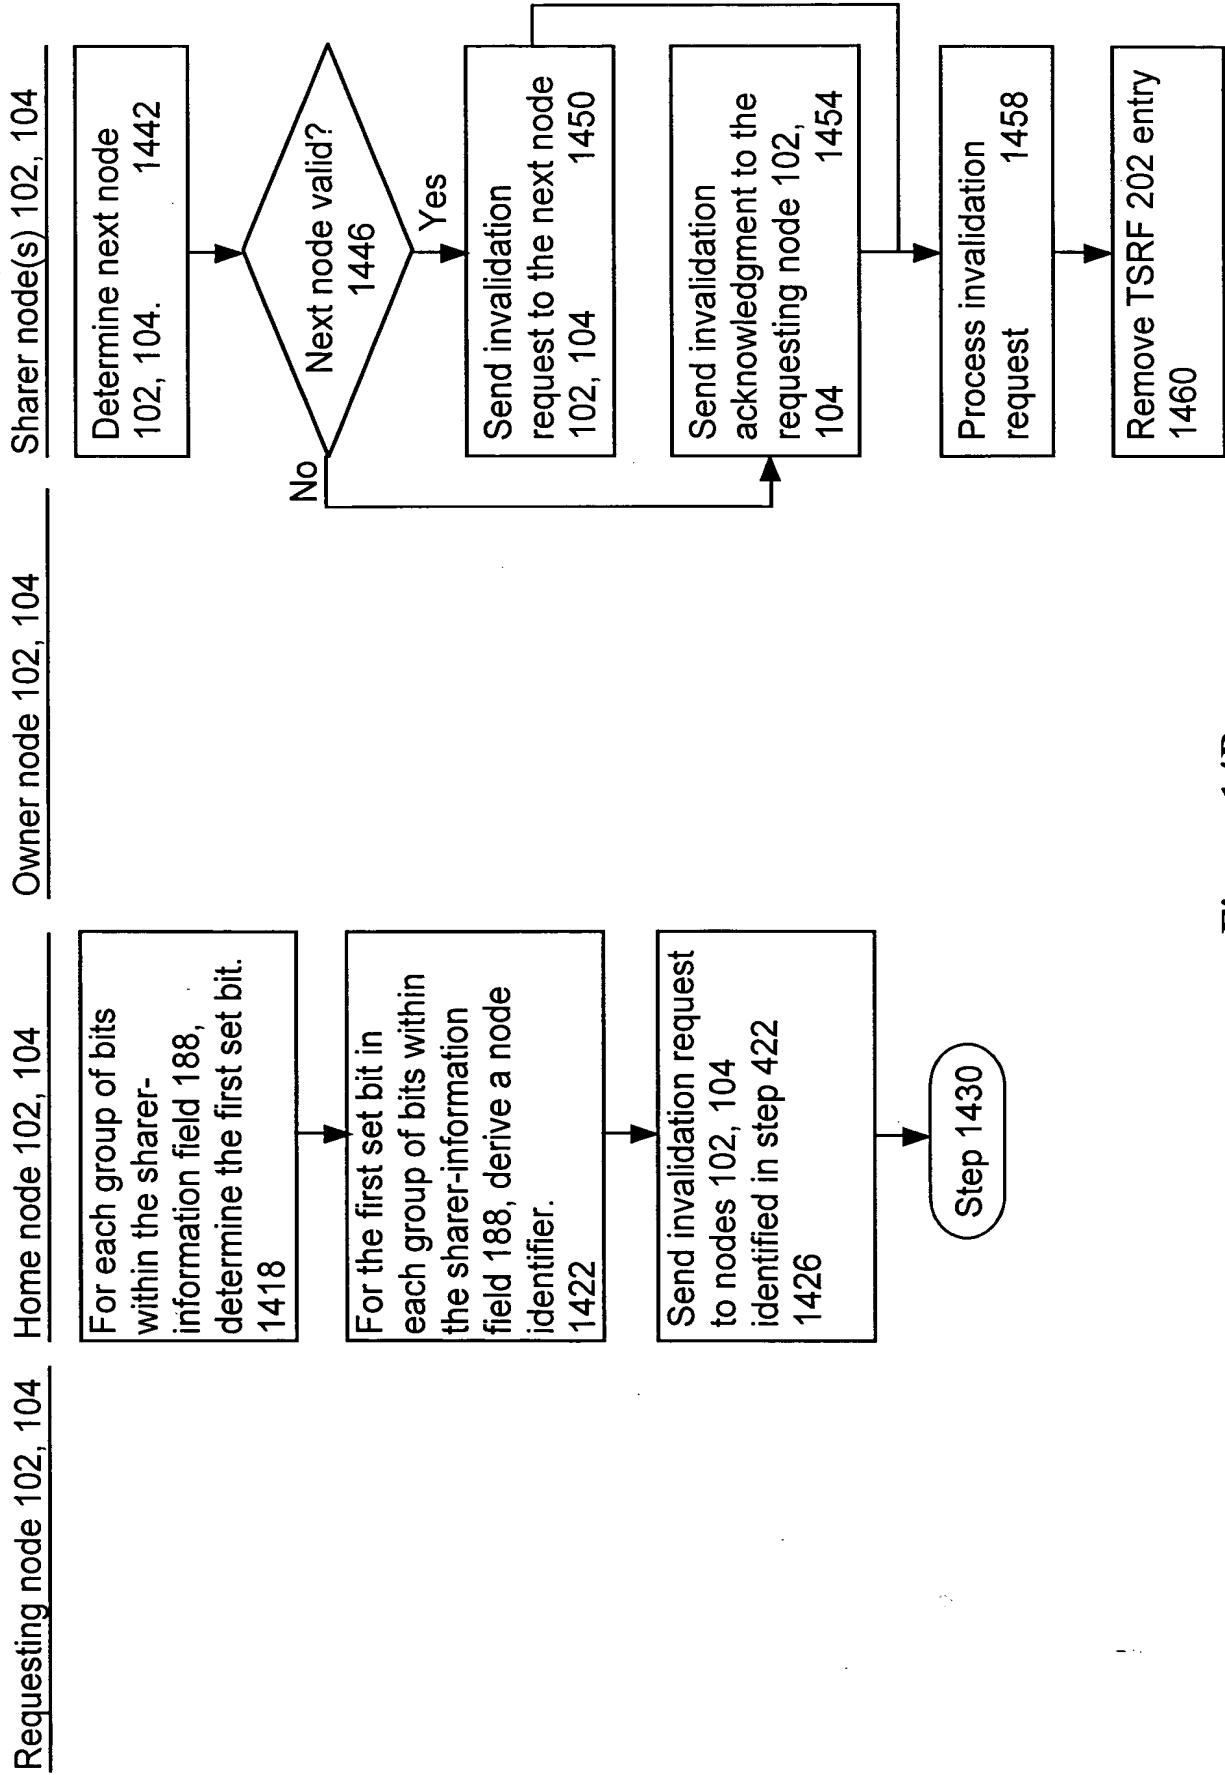 Requesting node 102, 104
Home node 102, 104
Owner node 102, 104
Sharer node(s) 102, 104
For each group of bits
within the sharer-
information field 188,
determine the first set bit.
1418
For the first set bit in
each group of bits within
the sharer-information
field 188, derive a node
identifier.
1422
Send invalidation request
to nodes 102, 104
identified in step 422
1426
Step 1430
Determine next node
102, 104. 1442
Next node valid?
1446
No
Yes
Send invalidation
request to the next node
102, 104 1450
Send invalidation
acknowledgment to the
requesting node 102,
104 1454
Process invalidation
request 1458
Remove TSRF 202 entry
1460